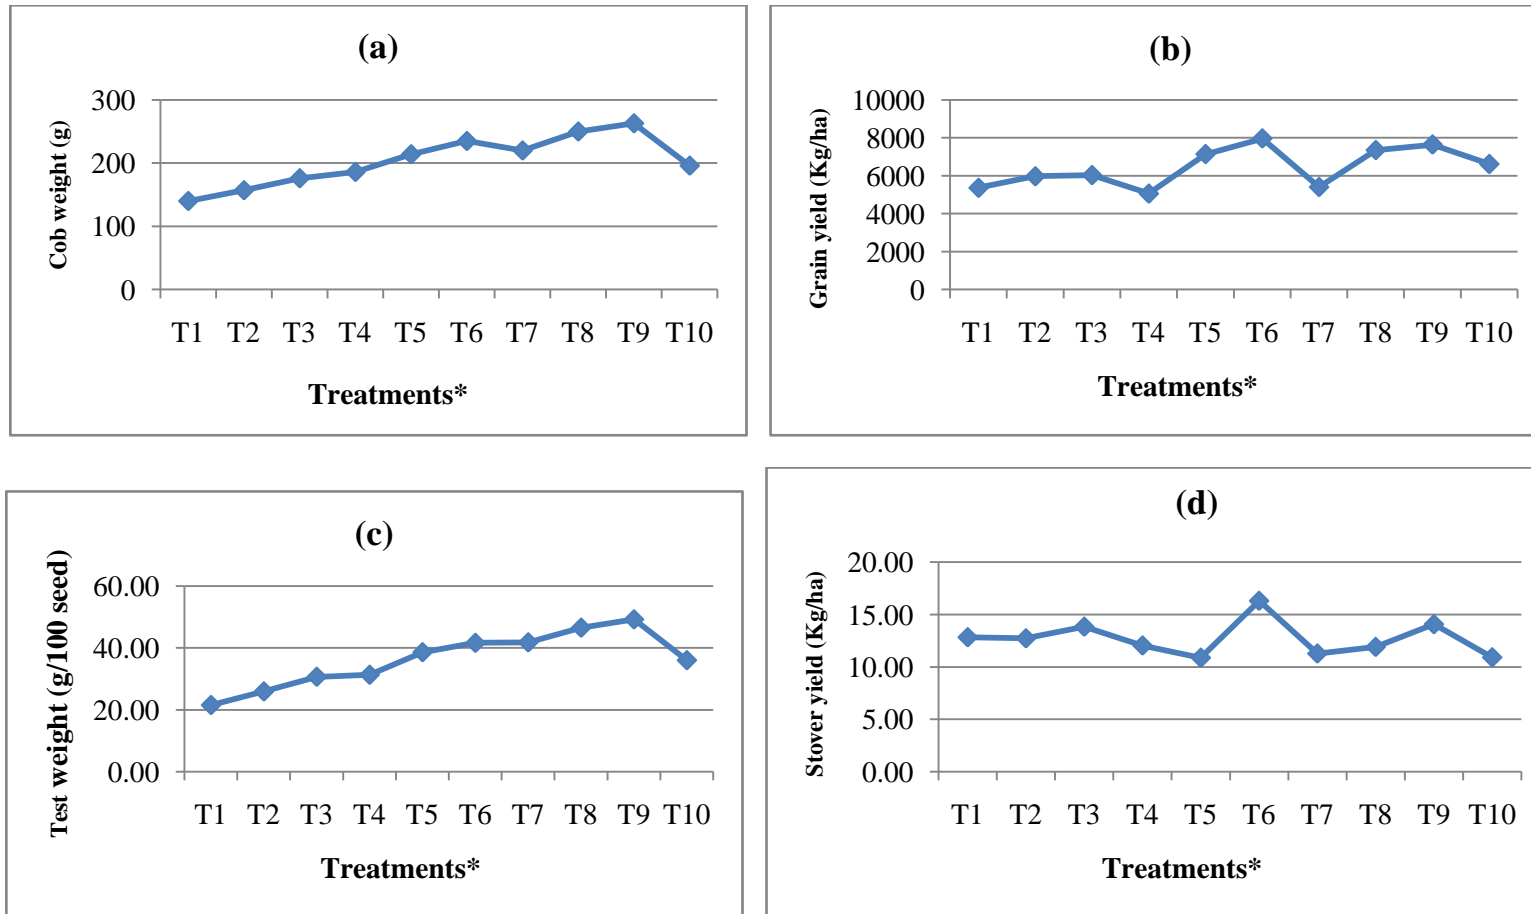 (a)
Cob weight (g)
300
200
100
0
T1 T2 T3 T4 T5 T6 T7 T8 T9 T10
Treatments*
(b)
Grain yield (Kg/ha)
10000
8000
6000
4000
2000
0
T1 T2 T3 T4 T5 T6 T7 T8 T9 T10
Treatments*
(c)
Test weight (g/100 seed)
60.00
40.00
20.00
0.00
T1 T2 T3 T4 T5 T6 T7 T8 T9 T10
Treatments*
(d)
Stover yield (Kg/ha)
20.00
15.00
10.00
5.00
0.00
T1 T2 T3 T4 T5 T6 T7 T8 T9 T10
Treatments*